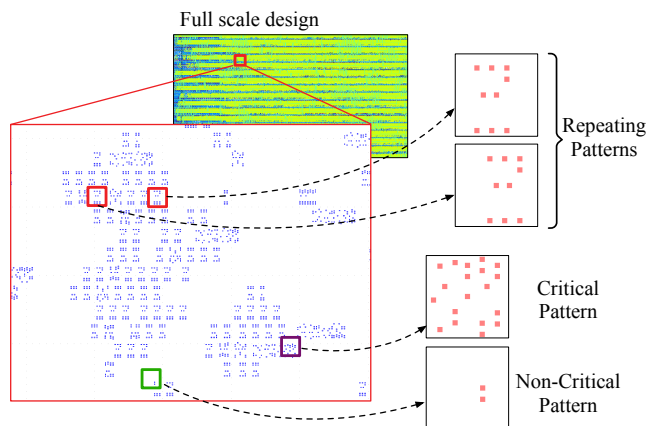 Full scale design
Repeating
Patterns
Critical
Pattern
Non-Critical
Pattern